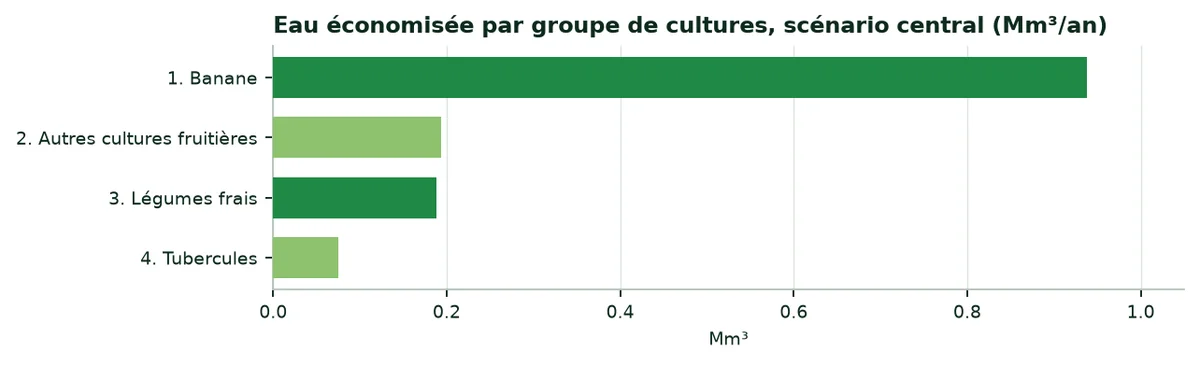 Eau économisée par groupe de cultures, scénario central (Mm³/an)
1. Banane
2. Autres cultures fruitières
3. Légumes frais
4. Tubercules
0.0 0.2 0.4 0.6 0.8 1.0
Mm³